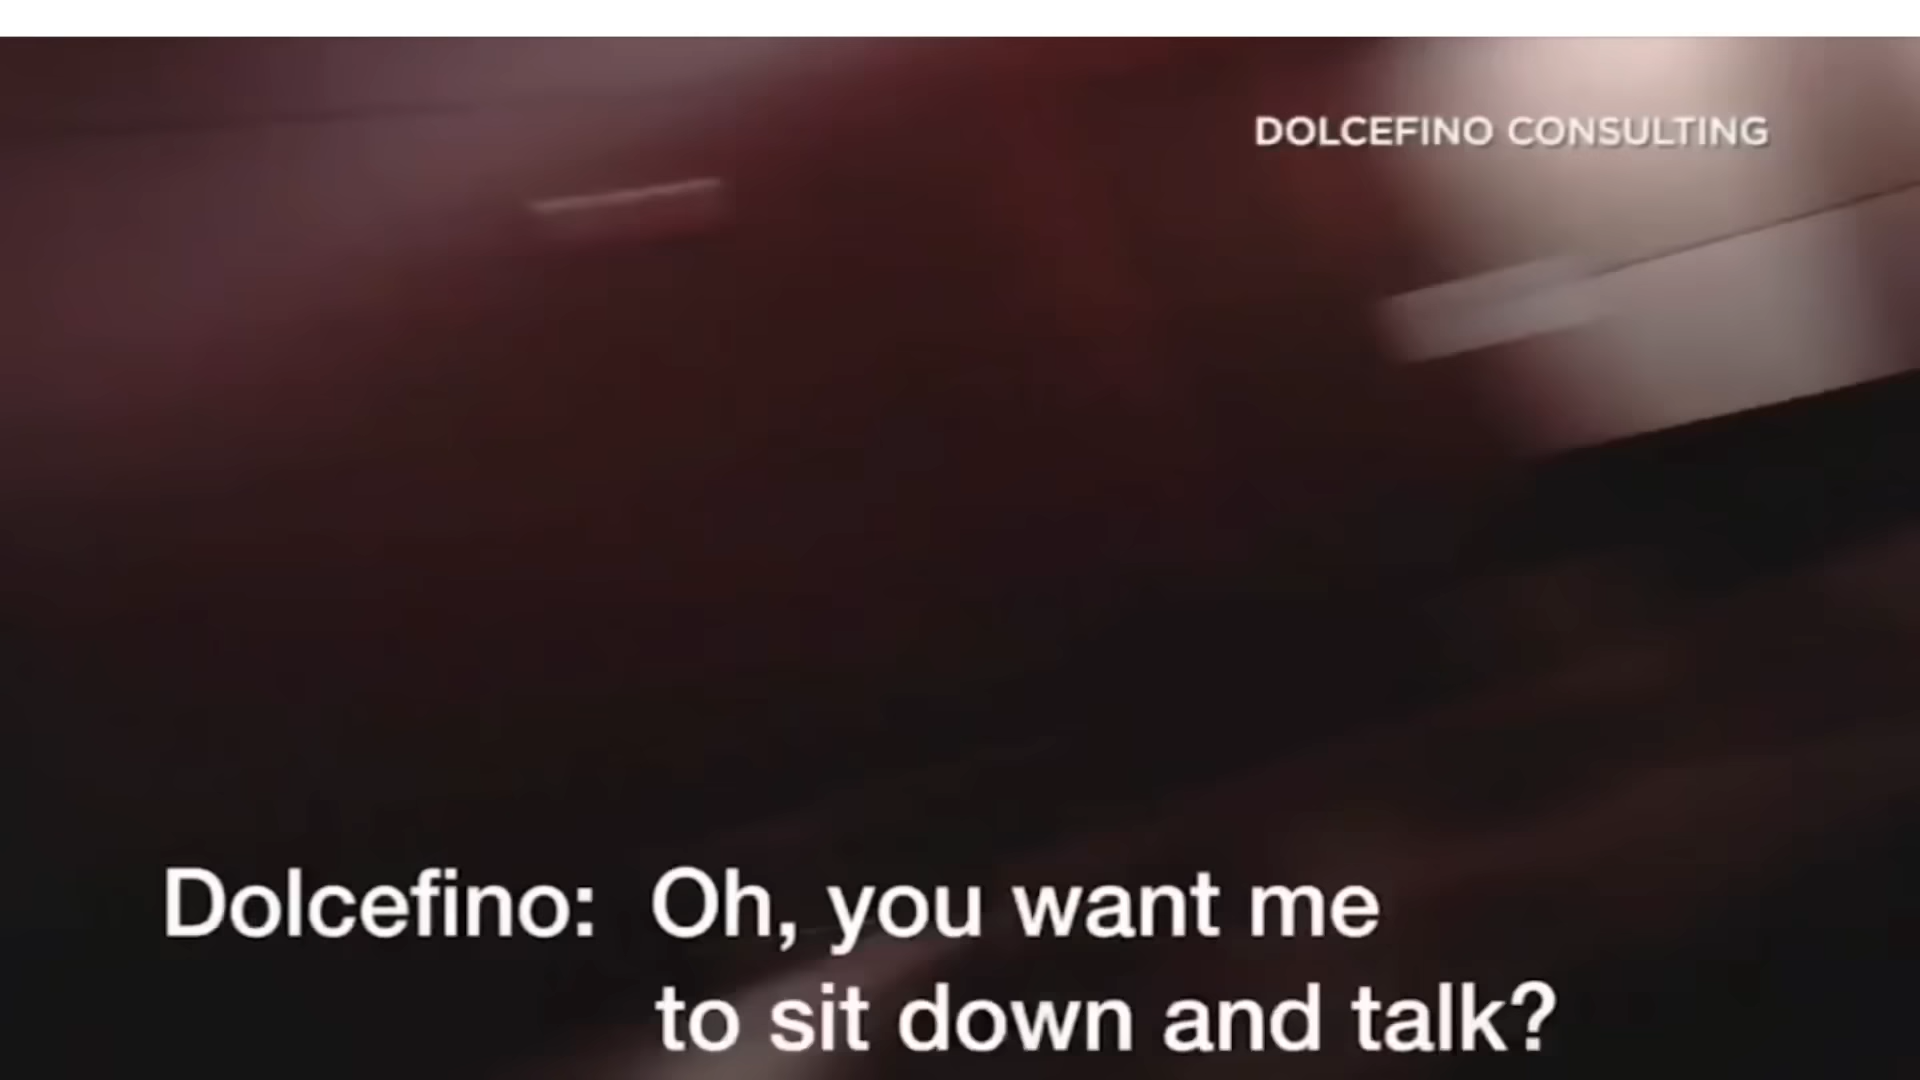 DOLCEFINO CONSULTING
Dolcefino: Oh, you want me
to sit down and talk?